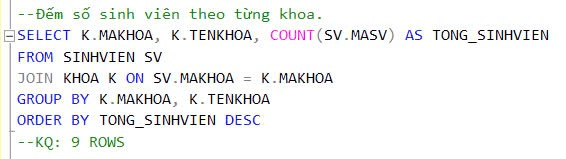 --Đếm số sinh viên theo từng khoa.
SELECT K.MAKHOA, K.TENKHOA, COUNT(SV.MASV) AS TONG_SINHVIEN
FROM SINHVIEN SV
JOIN KHOA K ON SV.MAKHOA = K.MAKHOA
GROUP BY K.MAKHOA, K.TENKHOA
ORDER BY TONG_SINHVIEN DESC
--KQ: 9 ROWS